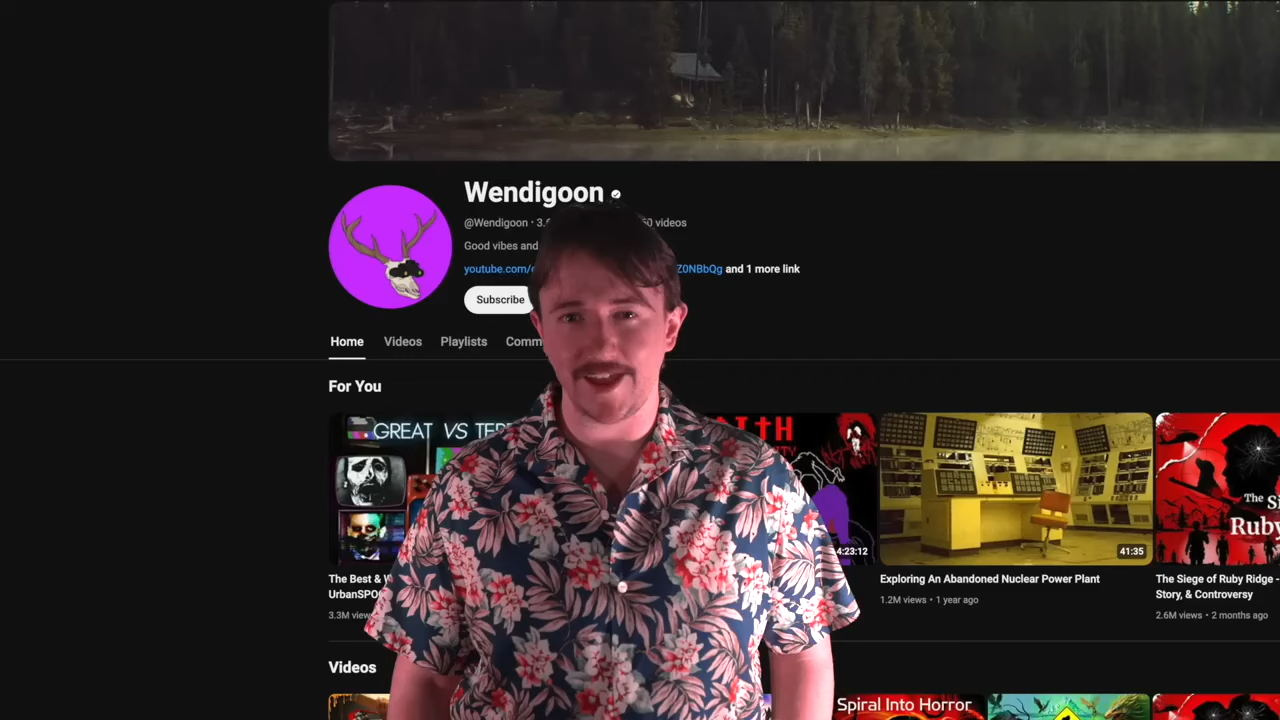 Wendigoon
@Wendigoon · 3. videos
Good vibes and
youtube.com/ Z0NBbQg and 1 more link
Subscribe
Home Videos Playlists Comm
For You
GREAT VS
4:23:12
41:35
The Si
Ruby
The Best &
Exploring An Abandoned Nuclear Power Plant
The Siege of Ruby Ridge -
Story, & Controversy
3.3M view
1.2M views • 1 year ago
2.6M views • 2 months ago
Videos
Spiral Into Horror